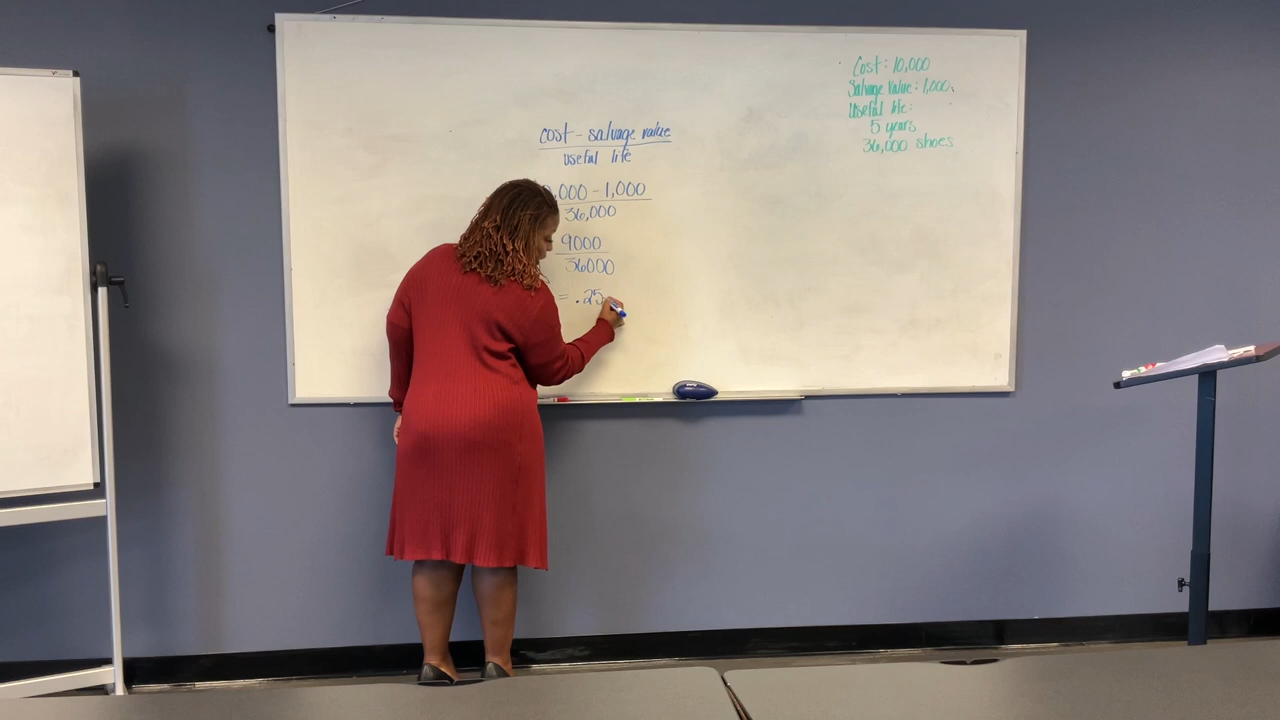 cost - salvage value
useful life
0,000 - 1,000
36,000
9000
36000
= .25
Cost: 10,000
Salvage Value: 1,000
Useful life:
5 years
36,000 shoes